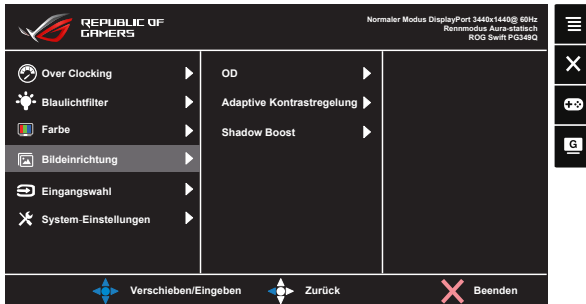 REPUBLIC OF
GAMERS
Normaler Modus DisplayPort 3440x1440@ 60Hz
Rennmodus Aura-statisch
ROG Swift PG349Q
Over Clocking
Blaulichtfilter
Farbe
Bildeinrichtung
Eingangswahl
System-Einstellungen
OD
Adaptive Kontrastregelung
Shadow Boost
G
Verschieben/Eingeben
Zurück
Beenden